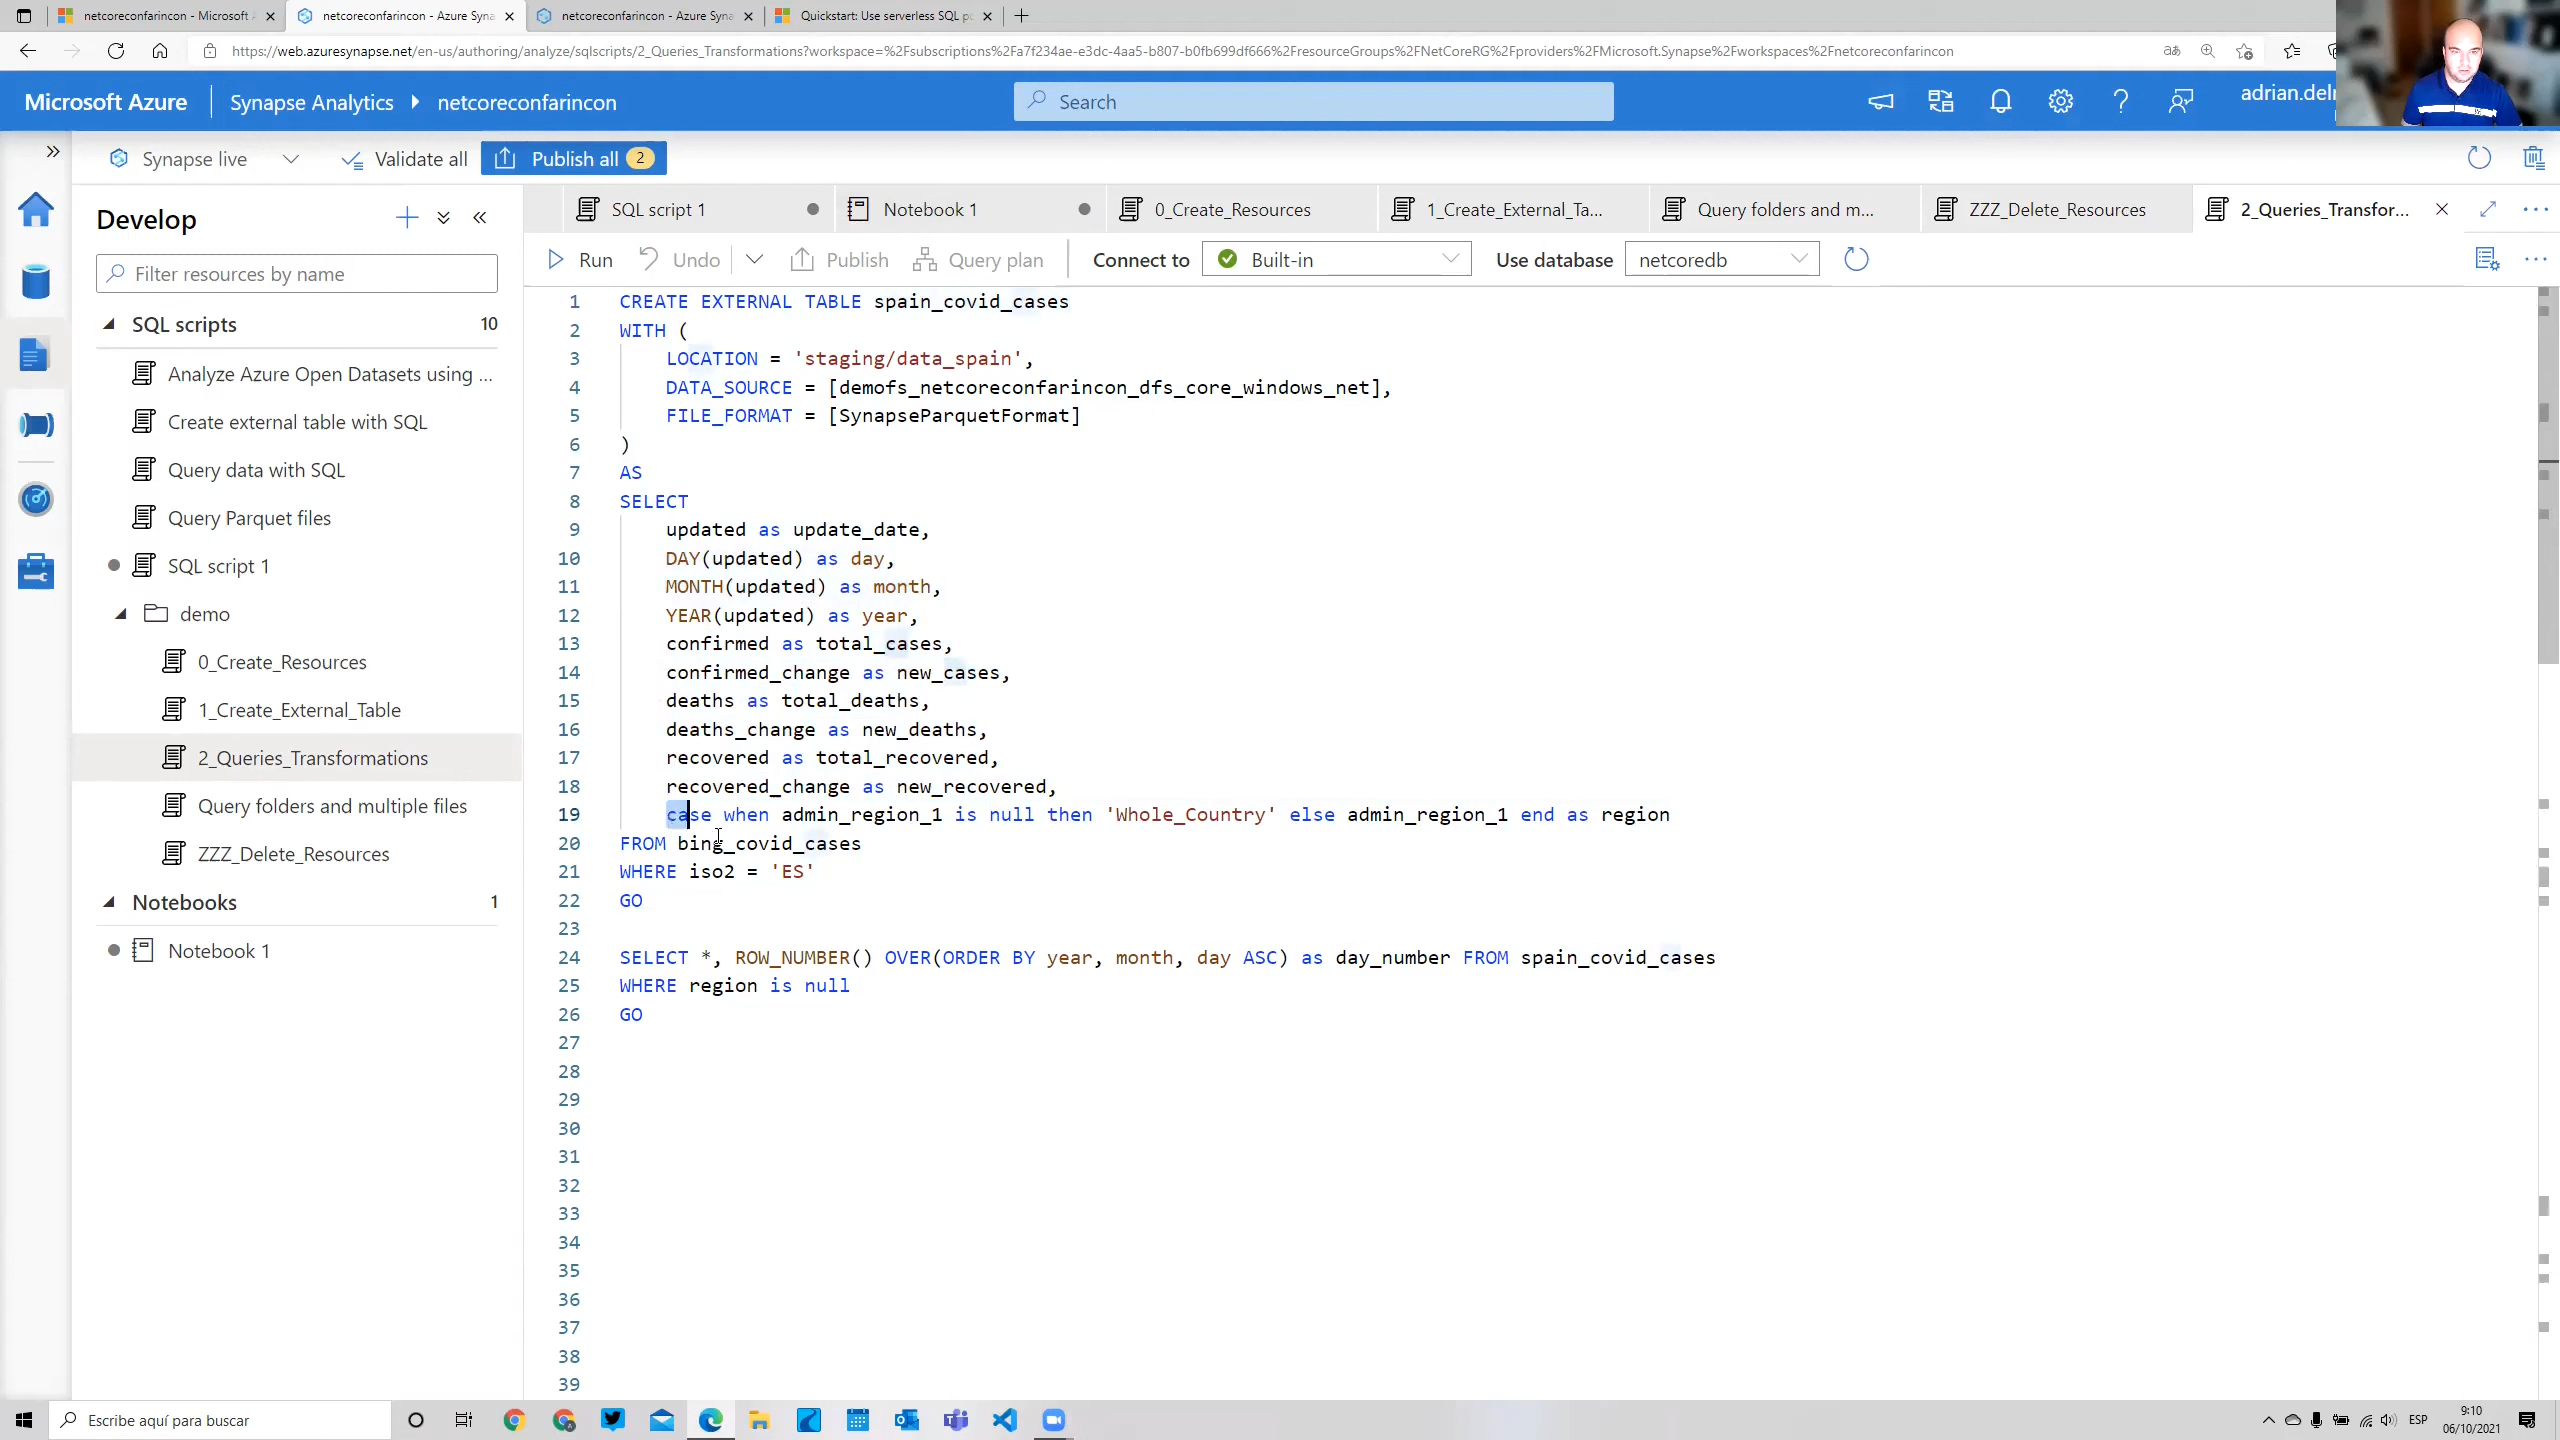 netcoreconfarincon - Microsoft A
netcoreconfarincon - Azure Syna
netcoreconfarincon - Azure Syna
Quickstart: Use serverless SQL po
https://web.azuresynapse.net/en-us/authoring/analyze/sqlscripts/2_Queries_Transformations?workspace=%2Fsubscriptions%2Fa7f234ae-e3dc-4aa5-b807-b0fb699df666%2FresourceGroups%2FNetCoreRG%2Fproviders%2FMicrosoft.Synapse%2Fworkspaces%2Fnetcoreconfarincon
Microsoft Azure
Synapse Analytics
netcoreconfarincon
Search
adrian.delr
Synapse live
Validate all
Publish all 2
Develop
Filter resources by name
SQL scripts 10
Analyze Azure Open Datasets using ...
Create external table with SQL
Query data with SQL
Query Parquet files
SQL script 1
demo
0_Create_Resources
1_Create_External_Table
2_Queries_Transformations
Query folders and multiple files
ZZZ_Delete_Resources
Notebooks 1
Notebook 1
SQL script 1
Notebook 1
0_Create_Resources
1_Create_External_Ta...
Query folders and m...
ZZZ_Delete_Resources
2_Queries_Transfor...
Run
Undo
Publish
Query plan
Connect to
Built-in
Use database
netcoredb
1 CREATE EXTERNAL TABLE spain_covid_cases
2 WITH (
3 LOCATION = 'staging/data_spain',
4 DATA_SOURCE = [demofs_netcoreconfarincon_dfs_core_windows_net],
5 FILE_FORMAT = [SynapseParquetFormat]
6 )
7 AS
8 SELECT
9 updated as update_date,
10 DAY(updated) as day,
11 MONTH(updated) as month,
12 YEAR(updated) as year,
13 confirmed as total_cases,
14 confirmed_change as new_cases,
15 deaths as total_deaths,
16 deaths_change as new_deaths,
17 recovered as total_recovered,
18 recovered_change as new_recovered,
19 case when admin_region_1 is null then 'Whole_Country' else admin_region_1 end as region
20 FROM bing_covid_cases
21 WHERE iso2 = 'ES'
22 GO
23
24 SELECT *, ROW_NUMBER() OVER(ORDER BY year, month, day ASC) as day_number FROM spain_covid_cases
25 WHERE region is null
26 GO
27
28
29
30
31
32
33
34
35
36
37
38
39
Escribe aquí para buscar
ESP
9:10
06/10/2021